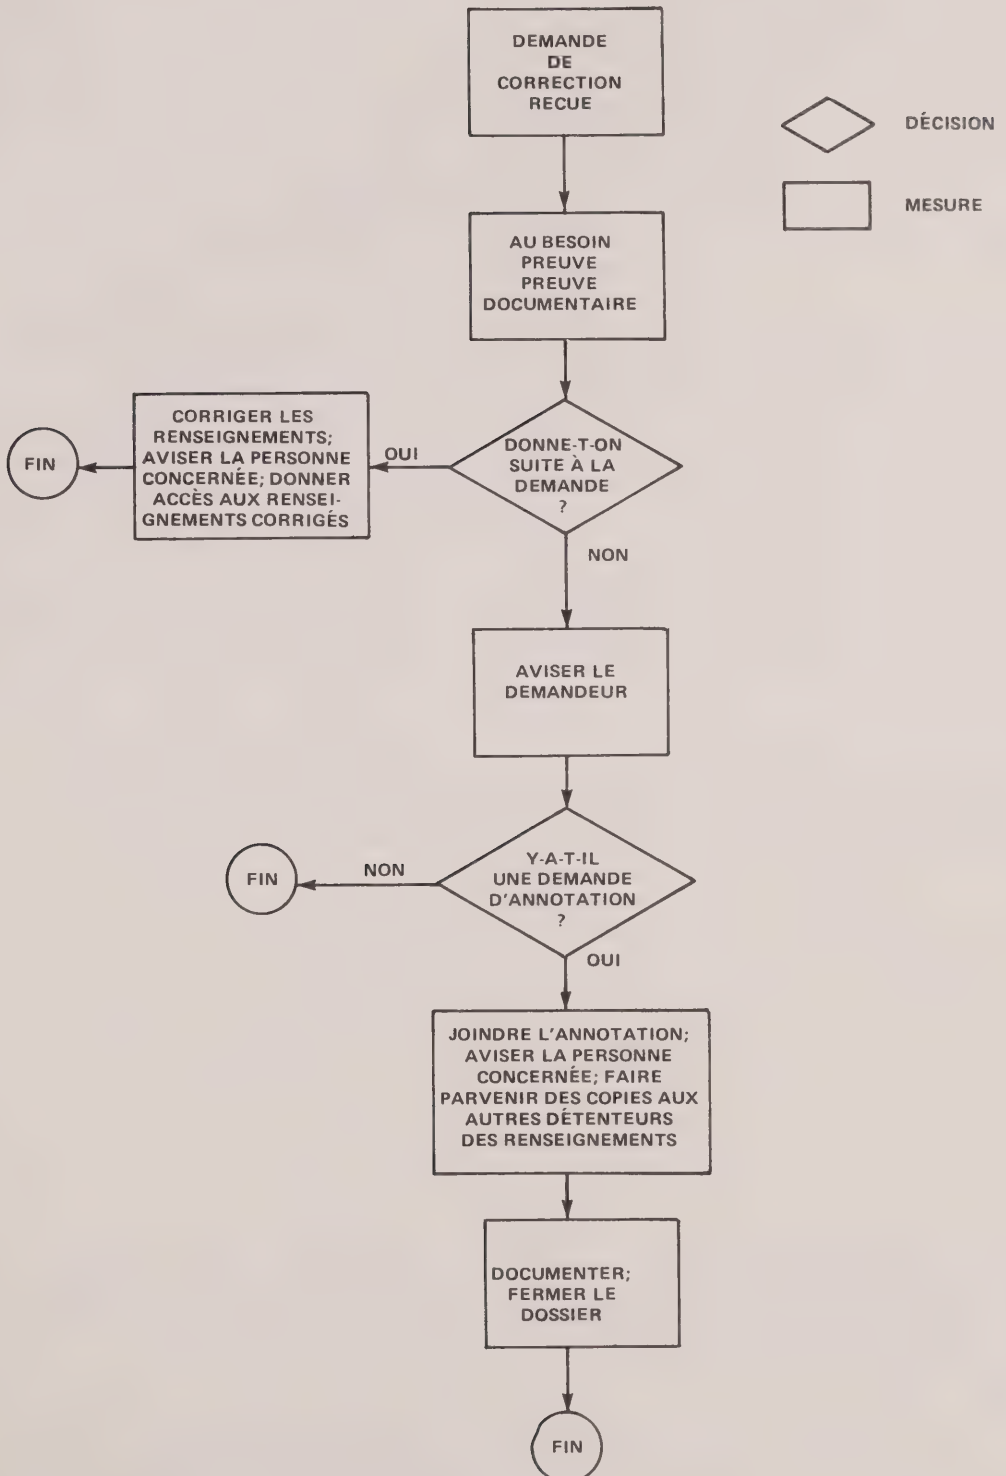 DEMANDE
DE
CORRECTION
RECUE
DÉCISION
MESURE
AU BESOIN
PREUVE
PREUVE
DOCUMENTAIRE
DONNE-T-ON
SUITE À LA
DEMANDE
?
OUI
CORRIGER LES
RENSEIGNEMENTS;
AVISER LA PERSONNE
CONCERNÉE; DONNER
ACCÈS AUX RENSEI-
GNEMENTS CORRIGÉS
FIN
NON
AVISER LE
DEMANDEUR
Y-A-T-IL
UNE DEMANDE
D'ANNOTATION
?
NON
FIN
OUI
JOINDRE L'ANNOTATION;
AVISER LA PERSONNE
CONCERNÉE; FAIRE
PARVENIR DES COPIES AUX
AUTRES DÉTENTEURS
DES RENSEIGNEMENTS
DOCUMENTER;
FERMER LE
DOSSIER
FIN